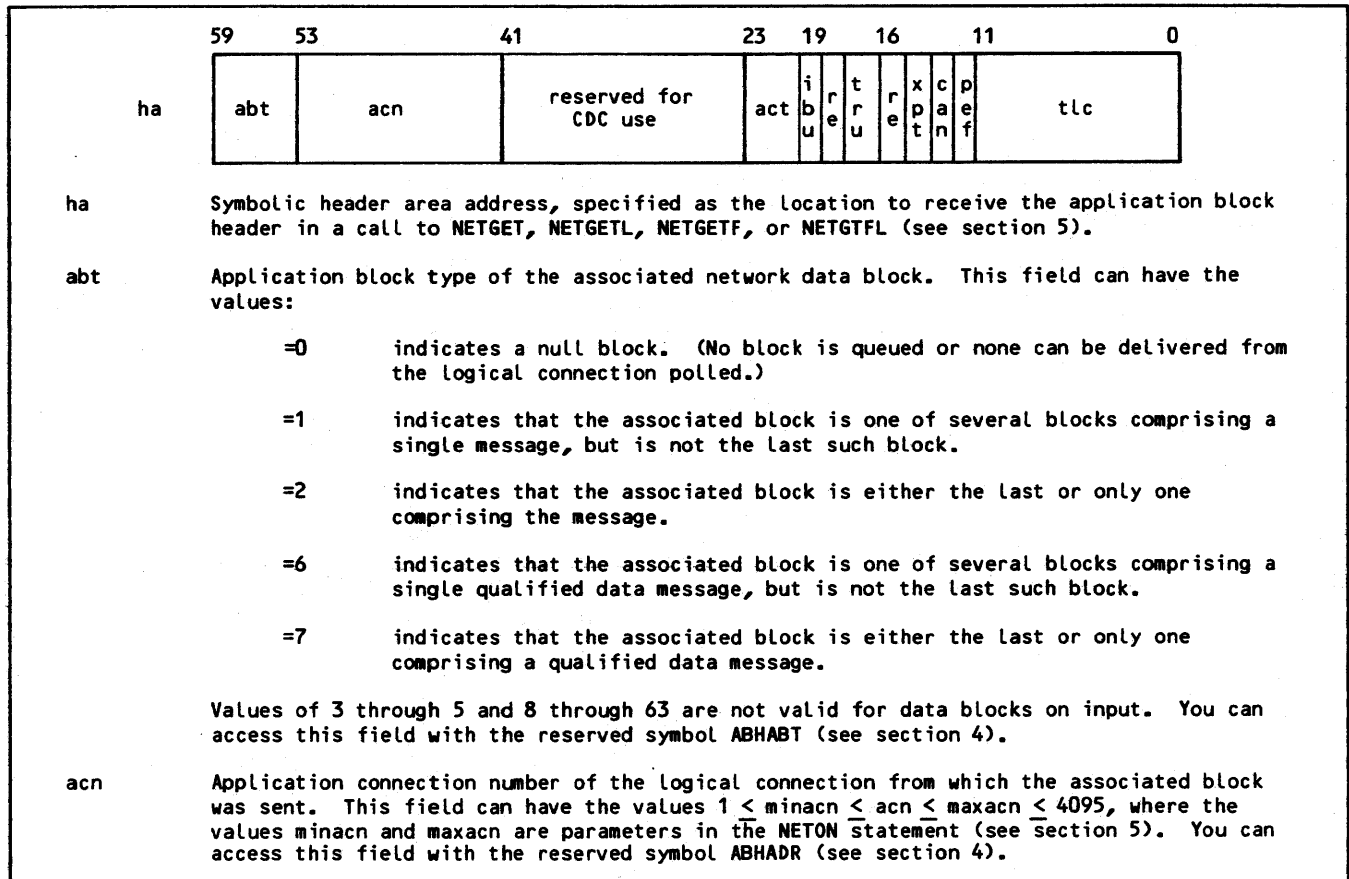 59 53 41 23 19 16 11 0
ha abt acn reserved for CDC use act ibu re tru re xpt can pef tlc
ha Symbolic header area address, specified as the location to receive the application block
header in a call to NETGET, NETGETL, NETGETF, or NETGTFL (see section 5).
abt Application block type of the associated network data block. This field can have the
values:
=0 indicates a null block. (No block is queued or none can be delivered from
the logical connection polled.)
=1 indicates that the associated block is one of several blocks comprising a
single message, but is not the last such block.
=2 indicates that the associated block is either the last or only one
comprising the message.
=6 indicates that the associated block is one of several blocks comprising a
single qualified data message, but is not the last such block.
=7 indicates that the associated block is either the last or only one
comprising a qualified data message.
Values of 3 through 5 and 8 through 63 are not valid for data blocks on input. You can
access this field with the reserved symbol ABHABT (see section 4).
acn Application connection number of the logical connection from which the associated block
was sent. This field can have the values 1 ≤ minacn ≤ acn ≤ maxacn ≤ 4095, where the
values minacn and maxacn are parameters in the NETON statement (see section 5). You can
access this field with the reserved symbol ABHADR (see section 4).